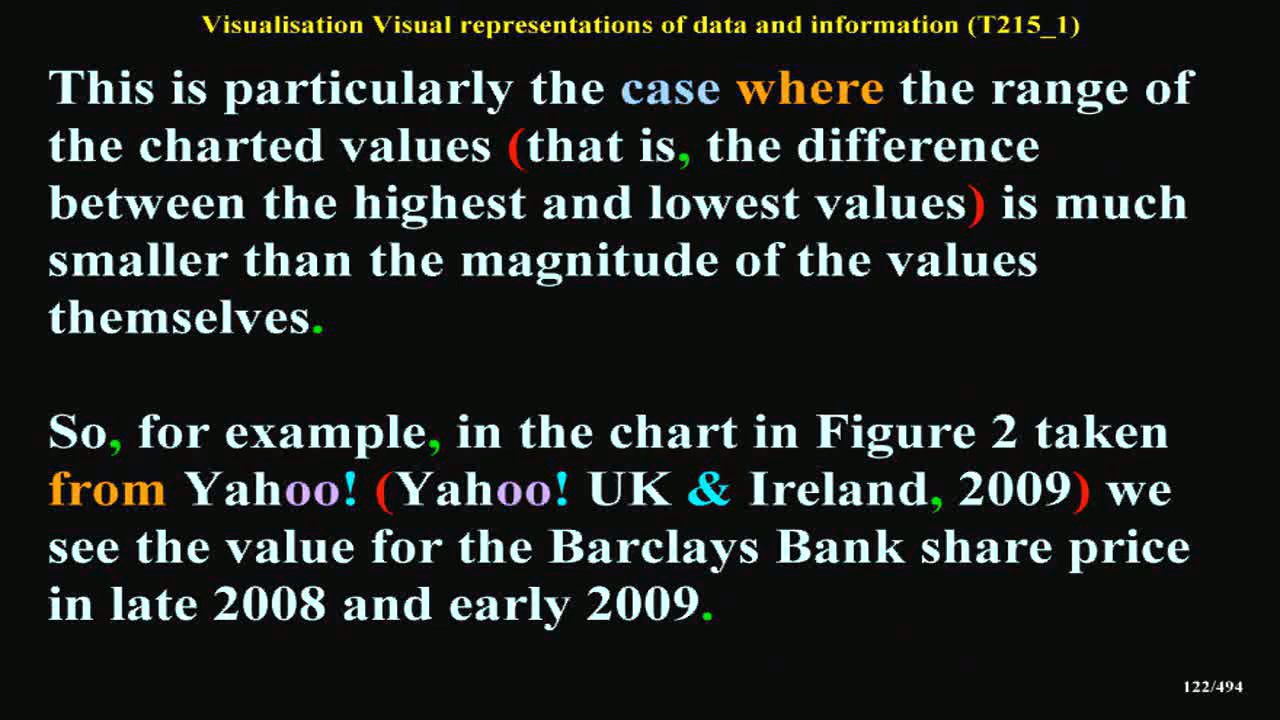 Visualisation Visual representations of data and information (T215_1)
This is particularly the case where the range of
the charted values (that is, the difference
between the highest and lowest values) is much
smaller than the magnitude of the values
themselves.
So, for example, in the chart in Figure 2 taken
from Yahoo! (Yahoo! UK & Ireland, 2009) we
see the value for the Barclays Bank share price
in late 2008 and early 2009.
122/494